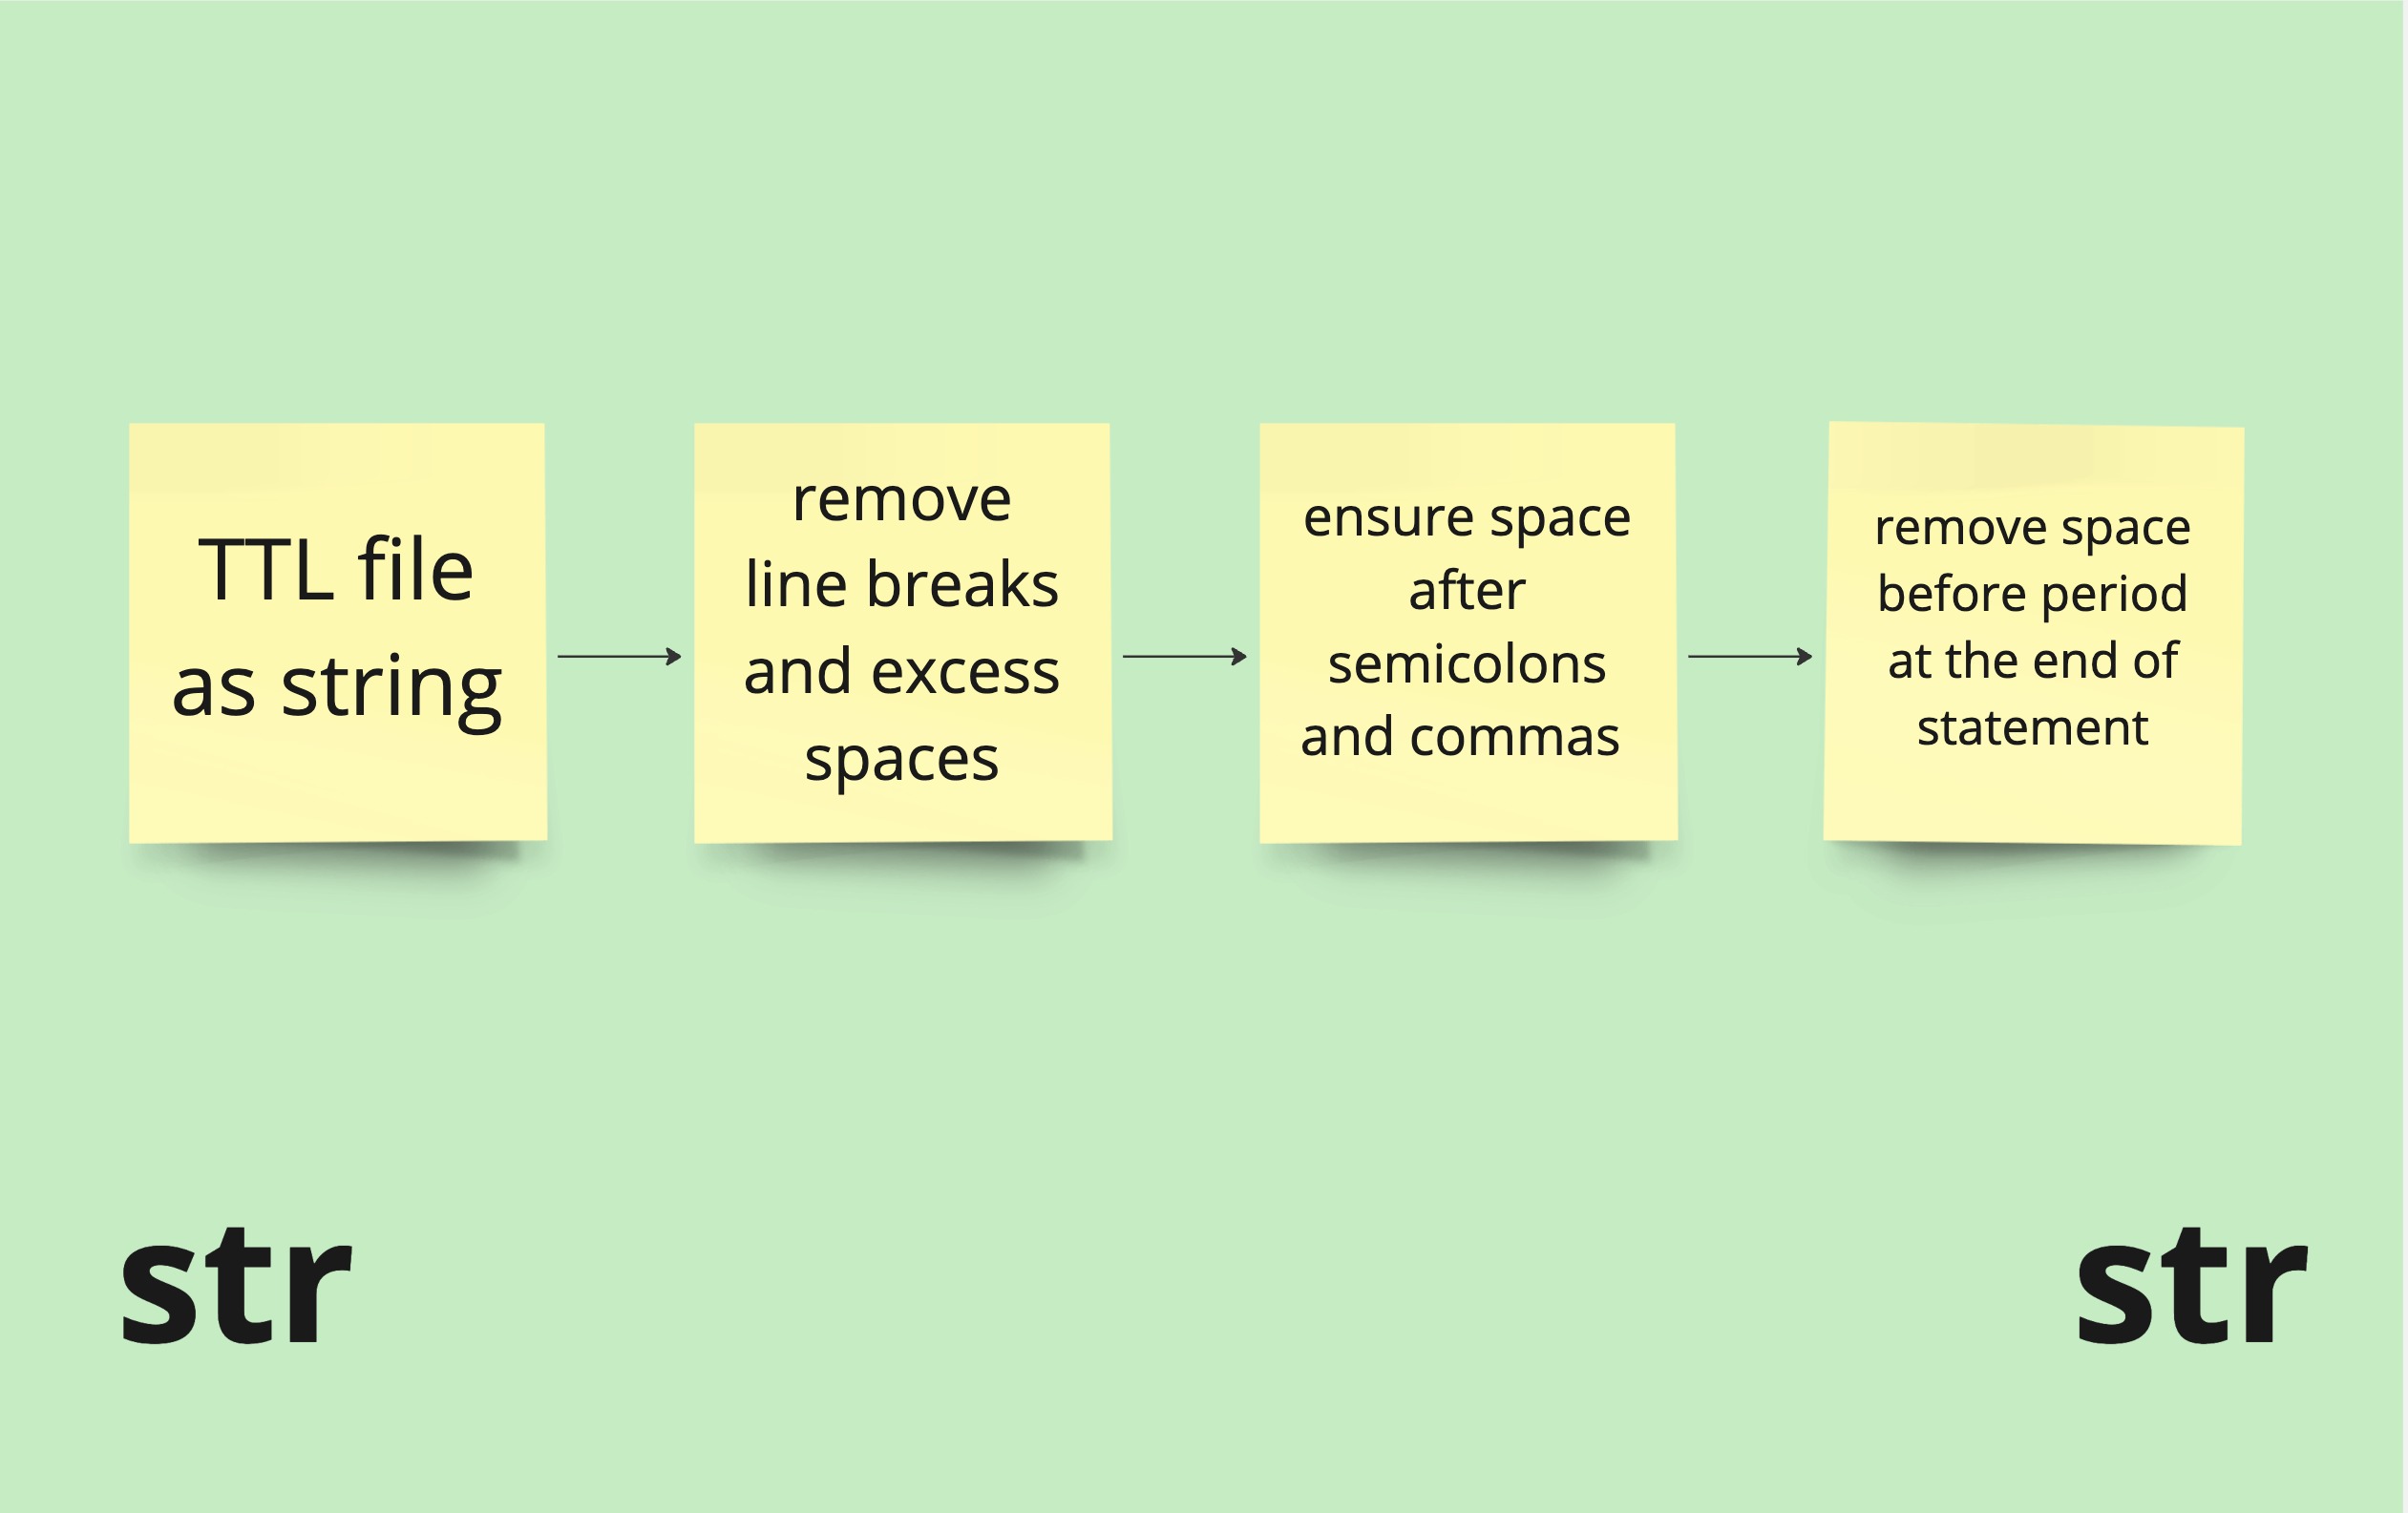 TTL file
as string
remove
line breaks
and excess
spaces
ensure space
after
semicolons
and commas
remove space
before period
at the end of
statement
str
str